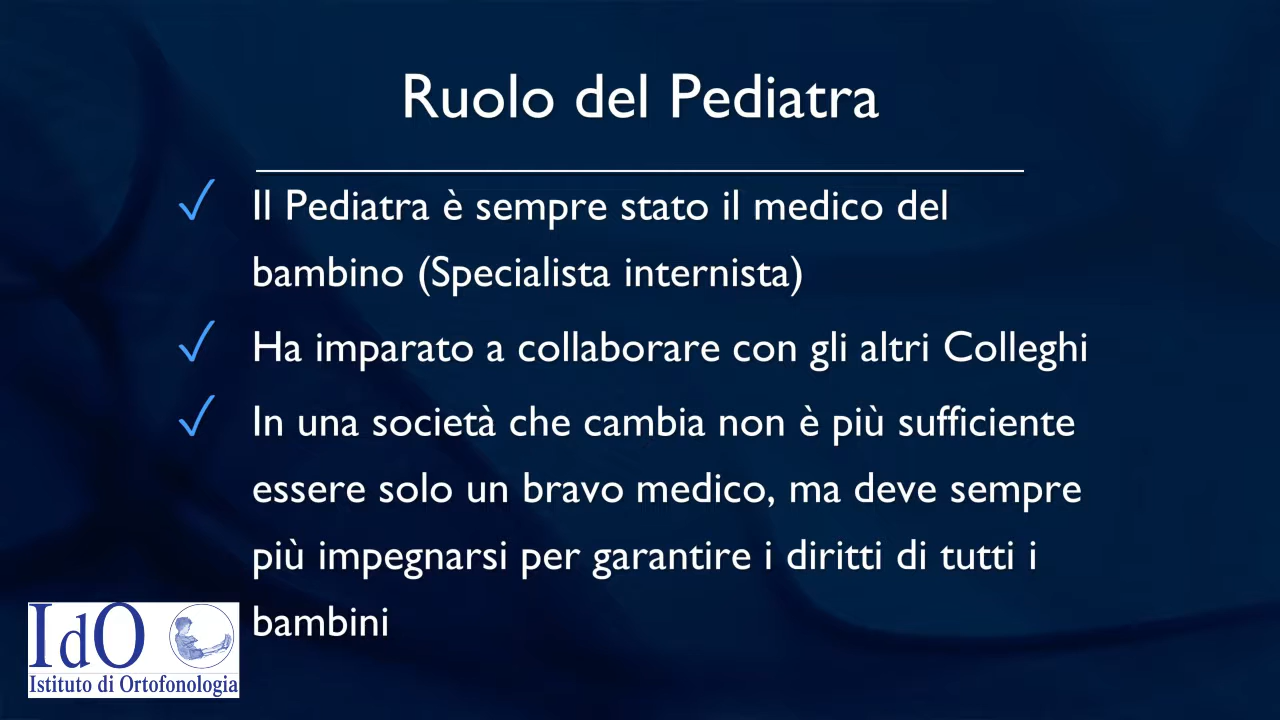 Ruolo del Pediatra
✓ Il Pediatra è sempre stato il medico del
bambino (Specialista internista)
✓ Ha imparato a collaborare con gli altri Colleghi
✓ In una società che cambia non è più sufficiente
essere solo un bravo medico, ma deve sempre
più impegnarsi per garantire i diritti di tutti i
bambini
IdO
Istituto di Ortofonologia